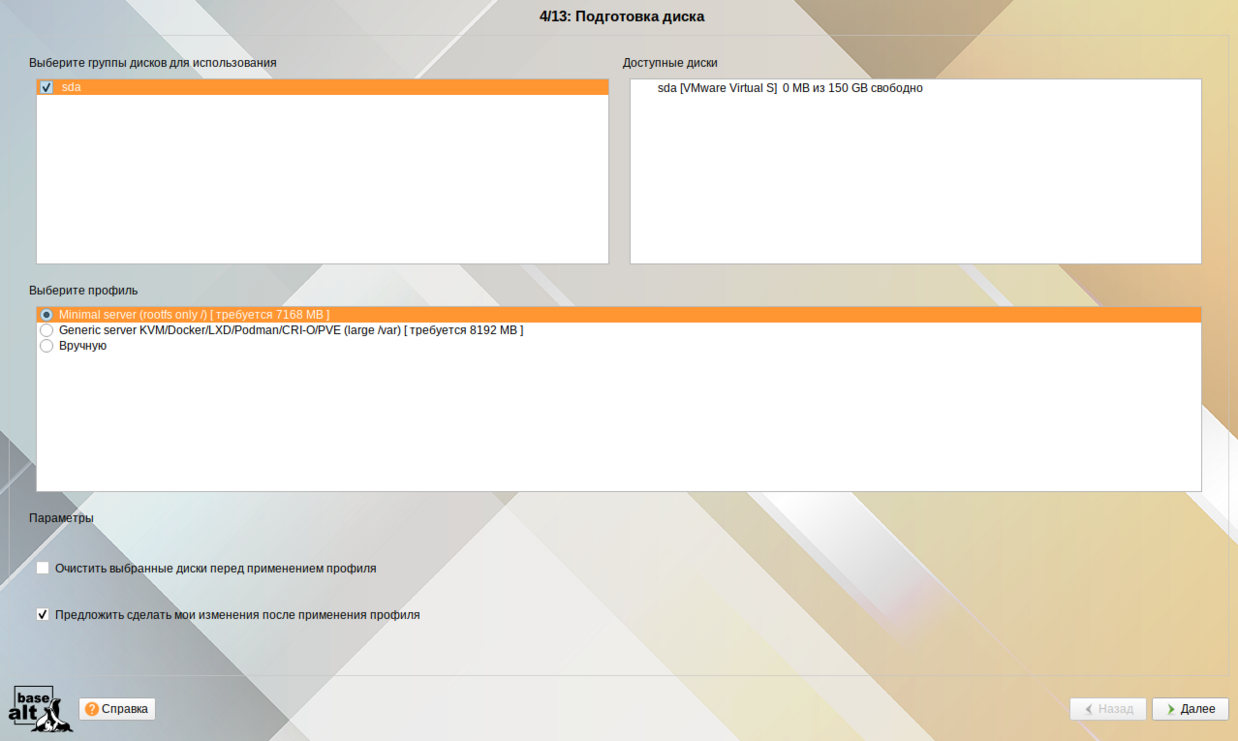 4/13: Подготовка диска
Выберите группы дисков для использования
Доступные диски
sda
sda [VMware Virtual S]  0 MB из 150 GB свободно
Выберите профиль
Minimal server (rootfs only /) [ требуется 7168 MB ]
Generic server KVM/Docker/LXD/Podman/CRI-O/PVE (large /var) [ требуется 8192 MB ]
Вручную
Параметры
Очистить выбранные диски перед применением профиля
Предложить сделать мои изменения после применения профиля
base
alt
Справка
Назад
Далее